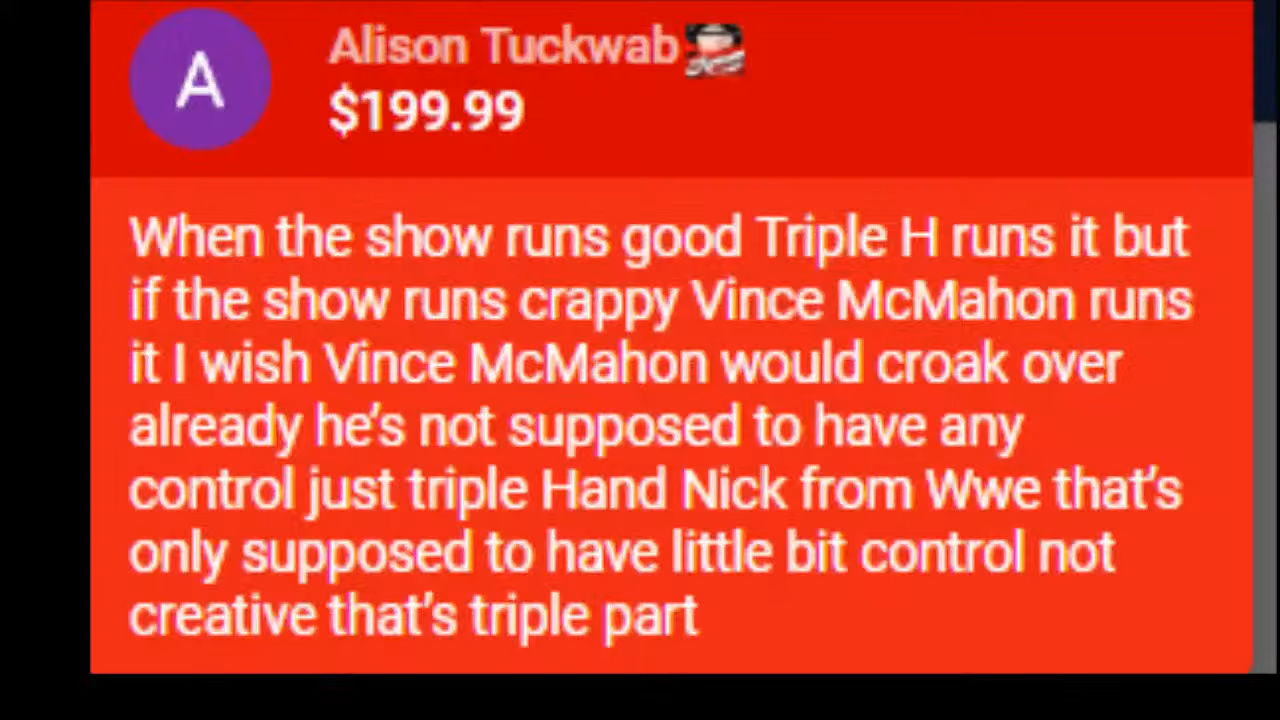 A
Alison Tuckwab
$199.99
When the show runs good Triple H runs it but
if the show runs crappy Vince McMahon runs
it I wish Vince McMahon would croak over
already he's not supposed to have any
control just triple Hand Nick from Wwe that's
only supposed to have little bit control not
creative that's triple part